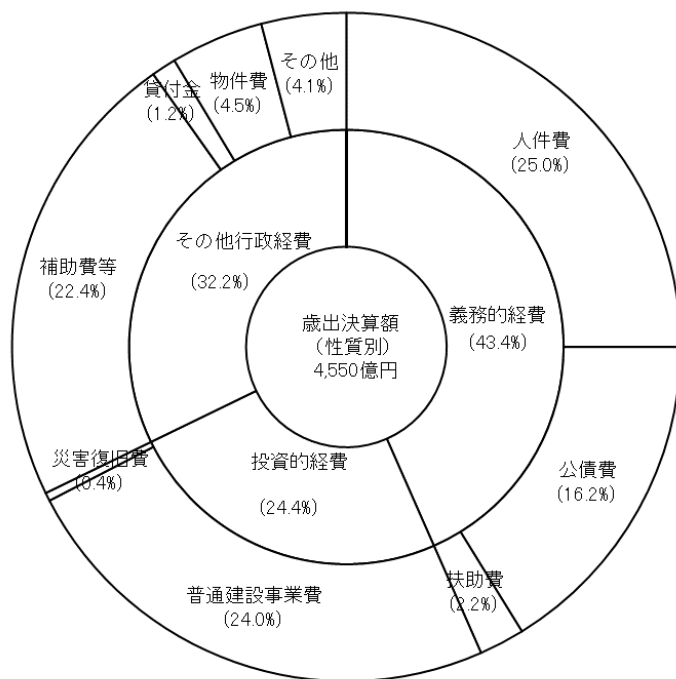 歳出決算額
（性質別）
4,550億円
義務的経費
(43.4%)
人件費
(25.0%)
公債費
(16.2%)
扶助費
(2.2%)
投資的経費
(24.4%)
普通建設事業費
(24.0%)
災害復旧費
(0.4%)
その他行政経費
(32.2%)
補助費等
(22.4%)
貸付金
(1.2%)
物件費
(4.5%)
その他
(4.1%)